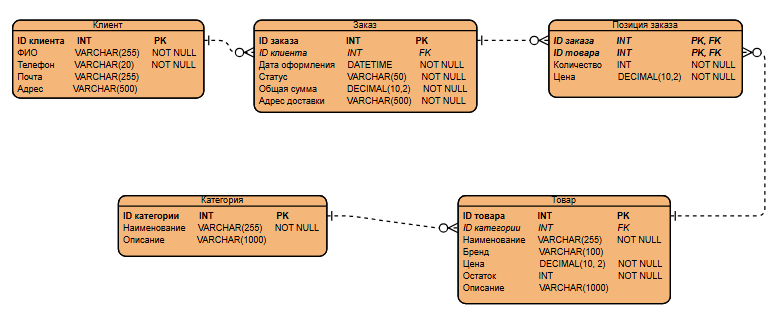 Клиент
ID клиента INT PK
ФИО VARCHAR(255) NOT NULL
Телефон VARCHAR(20) NOT NULL
Почта VARCHAR(255)
Адрес VARCHAR(500)
Заказ
ID заказа INT PK
ID клиента INT FK
Дата оформления DATETIME NOT NULL
Статус VARCHAR(50) NOT NULL
Общая сумма DECIMAL(10,2) NOT NULL
Адрес доставки VARCHAR(500) NOT NULL
Позиция заказа
ID заказа INT PK, FK
ID товара INT PK, FK
Количество INT NOT NULL
Цена DECIMAL(10,2) NOT NULL
Категория
ID категории INT PK
Наименование VARCHAR(255) NOT NULL
Описание VARCHAR(1000)
Товар
ID товара INT PK
ID категории INT FK
Наименование VARCHAR(255) NOT NULL
Бренд VARCHAR(100)
Цена DECIMAL(10, 2) NOT NULL
Остаток INT NOT NULL
Описание VARCHAR(1000)